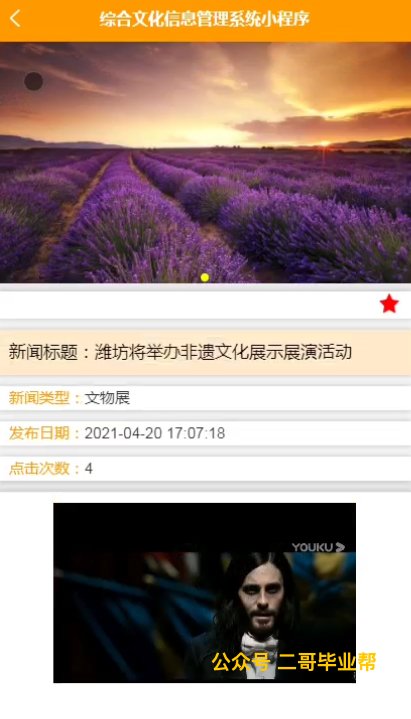 综合文化信息管理系统小程序
新闻标题：潍坊将举办非遗文化展示展演活动
新闻类型：文物展
发布日期：2021-04-20 17:07:18
点击次数：4
YOUKU
公众号 二哥毕业帮